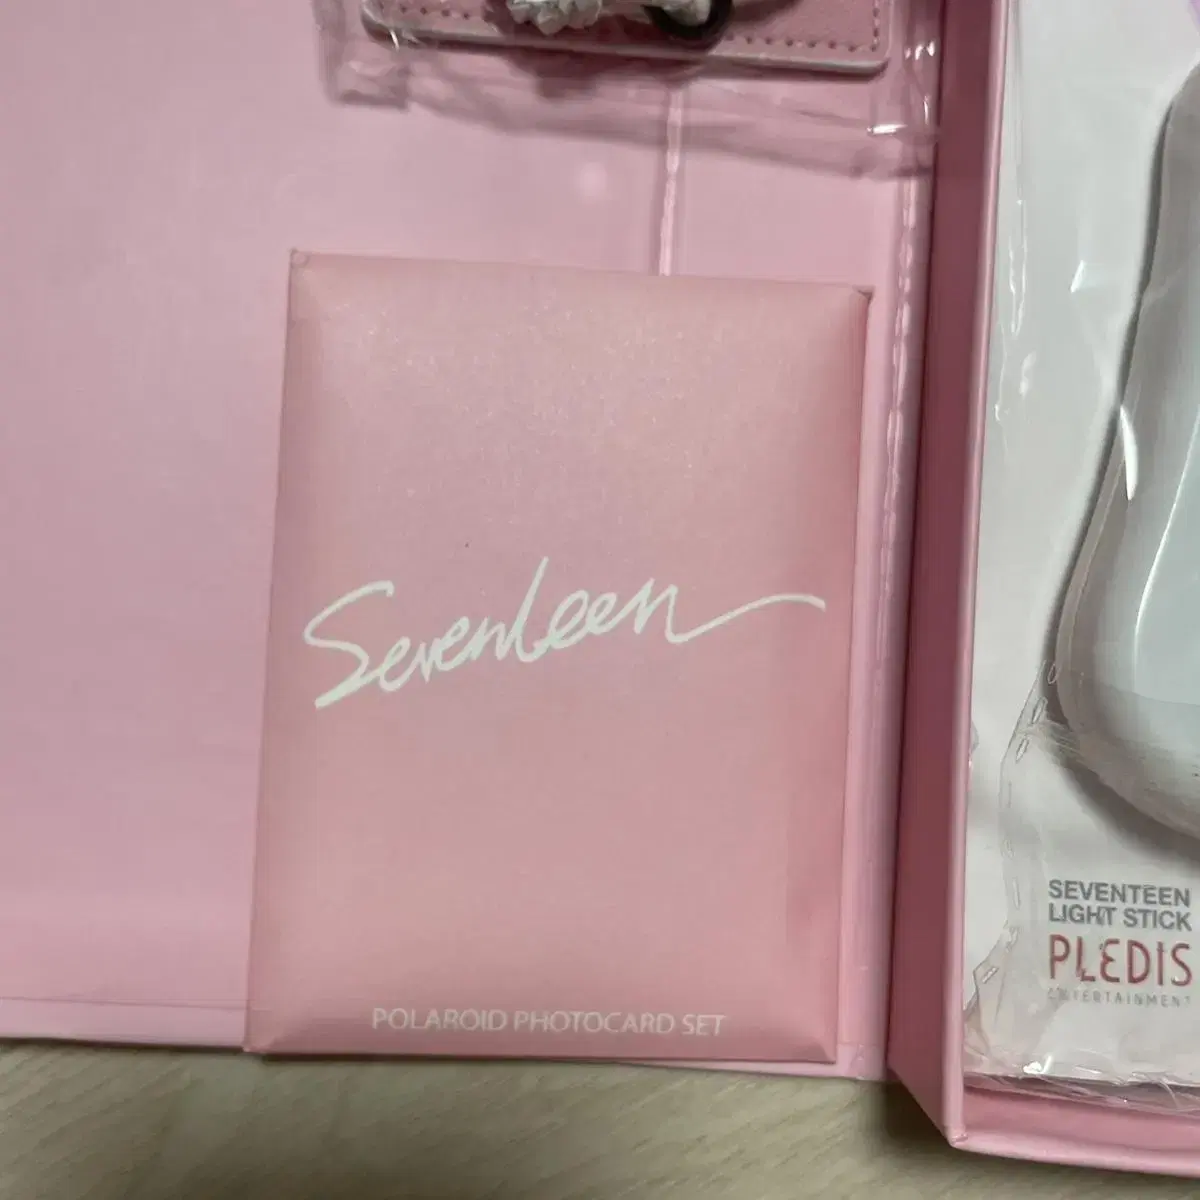 Seventeen
POLAROID PHOTOCARD SET
SEVENTEEN
LIGHT STICK
PLEDIS
ENTERTAINMENT